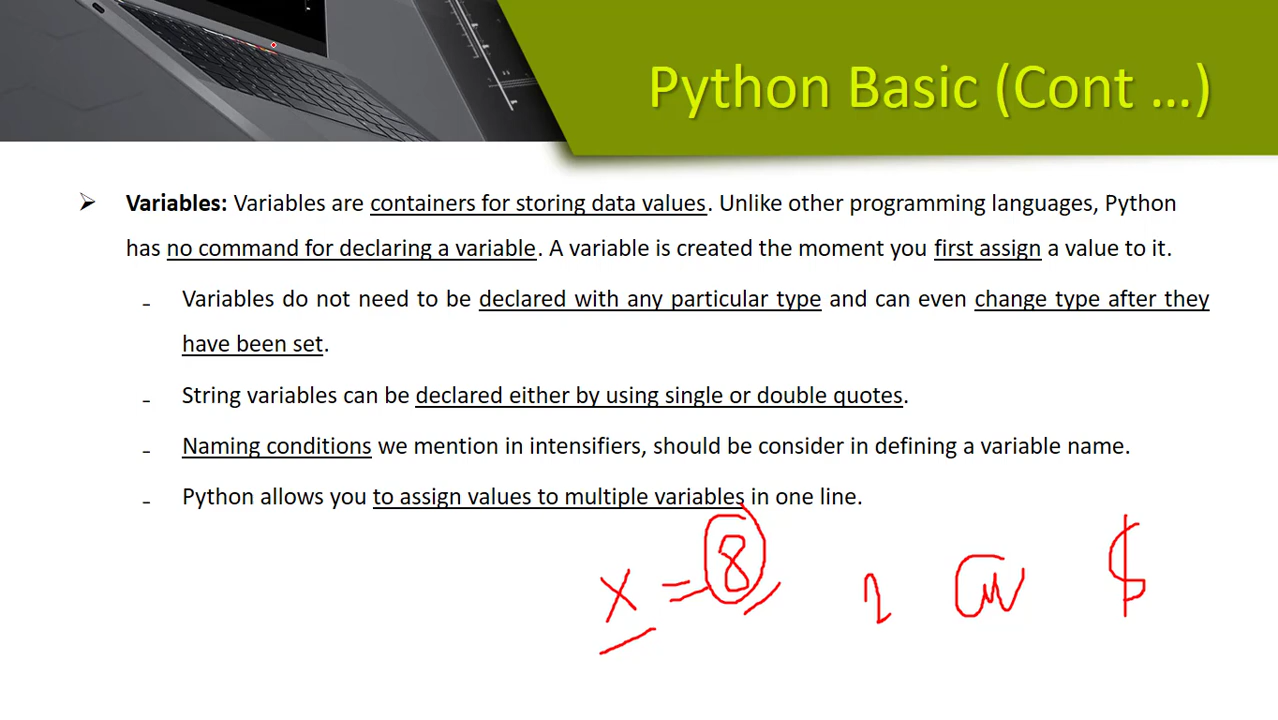 Python Basic (Cont …)
➢ Variables: Variables are containers for storing data values. Unlike other programming languages, Python
has no command for declaring a variable. A variable is created the moment you first assign a value to it.
- Variables do not need to be declared with any particular type and can even change type after they
have been set.
- String variables can be declared either by using single or double quotes.
- Naming conditions we mention in intensifiers, should be consider in defining a variable name.
- Python allows you to assign values to multiple variables in one line.
x = 8 $